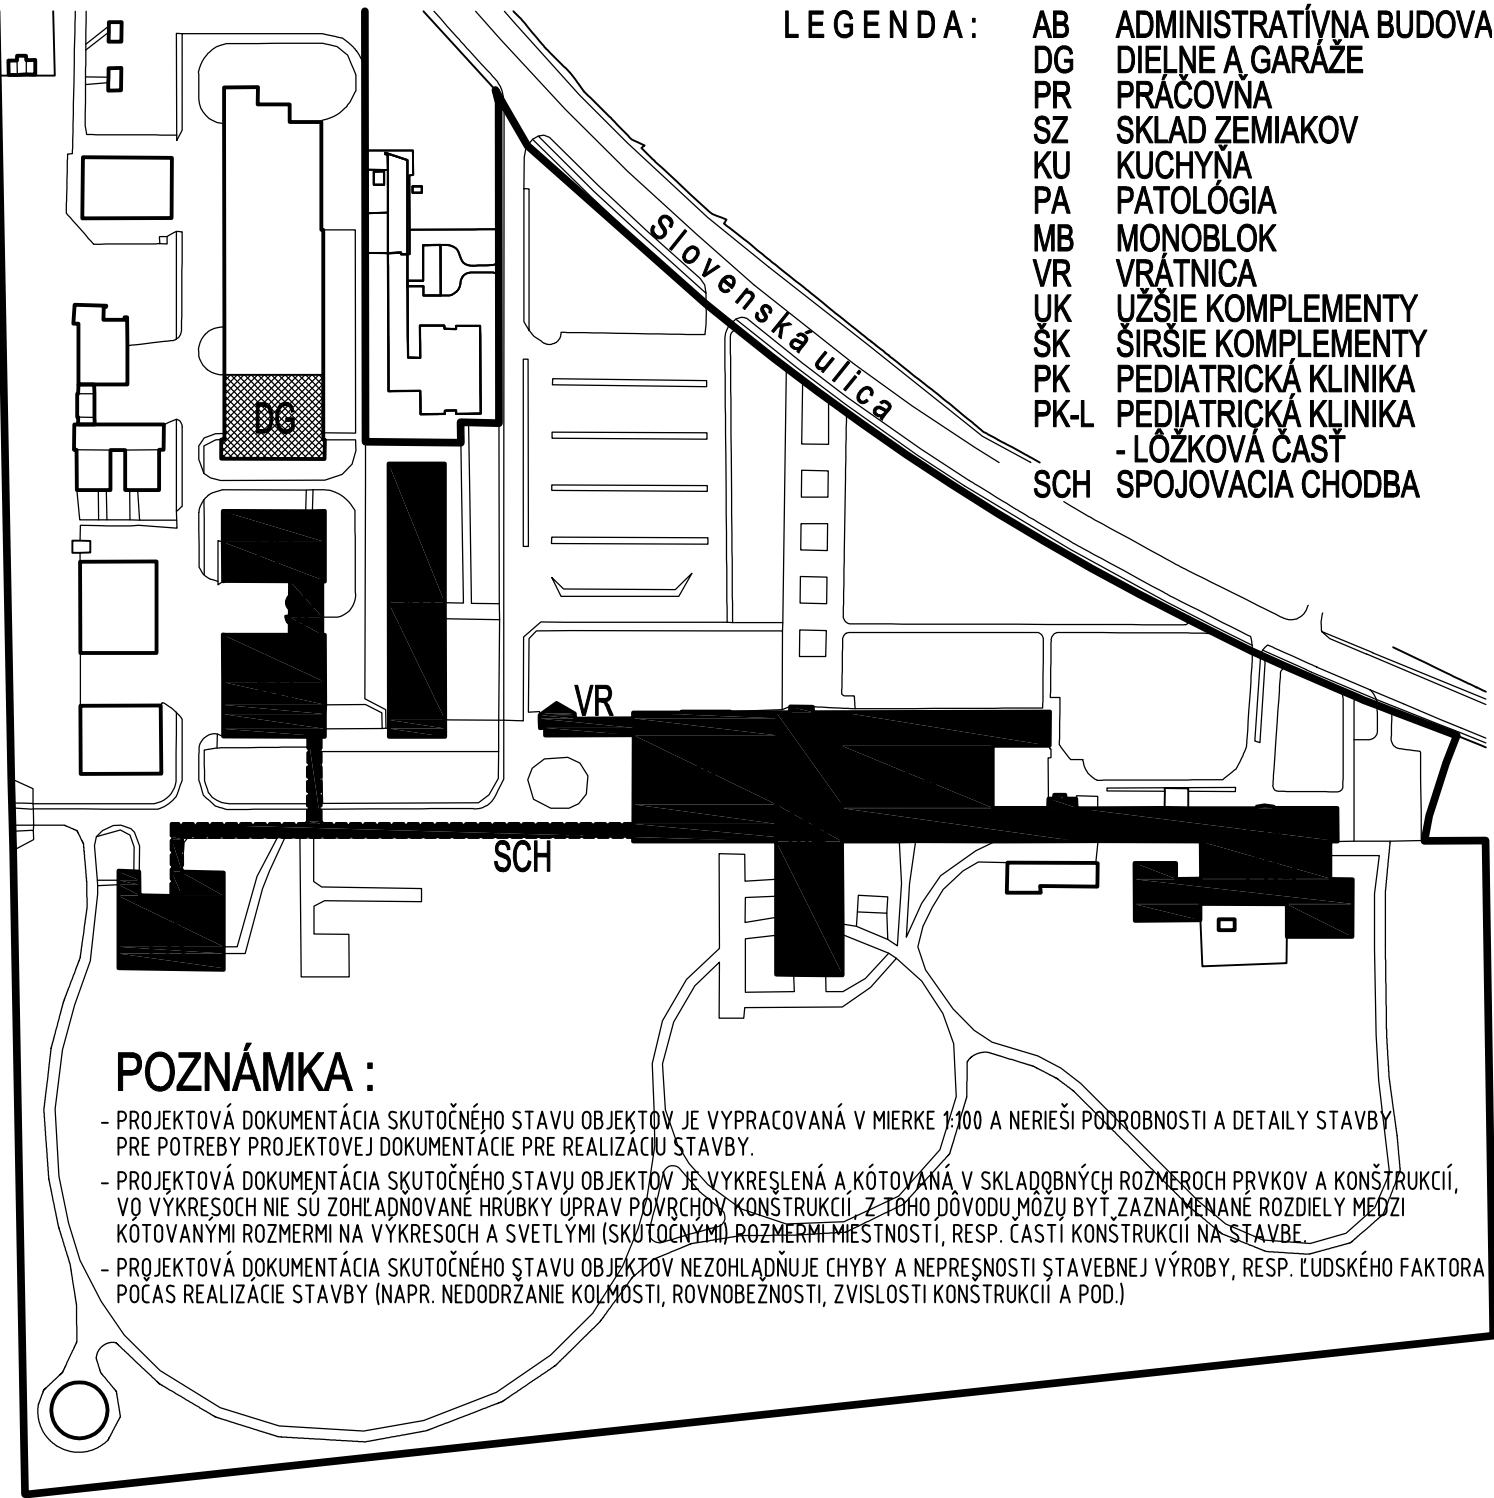 LEGENDA:
AB ADMINISTRATÍVNA BUDOVA
DG DIELNE A GARÁŽE
PR PRÁČOVŇA
SZ SKLAD ZEMIAKOV
KU KUCHYŇA
PA PATOLÓGIA
MB MONOBLOK
VR VRÁTNICA
UK UŽŠIE KOMPLEMENTY
ŠK ŠIRŠIE KOMPLEMENTY
PK PEDIATRICKÁ KLINIKA
PK-L PEDIATRICKÁ KLINIKA
- LÔŽKOVÁ ČASŤ
SCH SPOJOVACIA CHODBA
Slovenská ulica
DG
VR
SCH
POZNÁMKA :
- PROJEKTOVÁ DOKUMENTÁCIA SKUTOČNÉHO STAVU OBJEKTOV JE VYPRACOVANÁ V MIERKE 1:100 A NERIEŠI PODROBNOSTI A DETAILY STAVBY
PRE POTREBY PROJEKTOVEJ DOKUMENTÁCIE PRE REALIZÁCIU STAVBY.
- PROJEKTOVÁ DOKUMENTÁCIA SKUTOČNÉHO STAVU OBJEKTOV JE VYKRESLENÁ A KÓTOVANÁ V SKLADOBNÝCH ROZMEROCH PRVKOV A KONŠTRUKCIÍ,
VO VÝKRESOCH NIE SÚ ZOHĽADŇOVANÉ HRÚBKY ÚPRAV POVRCHOV KONŠTRUKCIÍ, Z TOHO DÔVODU MÔŽU BYŤ ZAZNAMENANÉ ROZDIELY MEDZI
KÓTOVANÝMI ROZMERMI NA VÝKRESOCH A SVETLÝMI (SKUTOČNÝMI) ROZMERMI MIESTNOSTÍ, RESP. ČASTÍ KONŠTRUKCIÍ NA STAVBE.
- PROJEKTOVÁ DOKUMENTÁCIA SKUTOČNÉHO STAVU OBJEKTOV NEZOHLADŇUJE CHYBY A NEPRESNOSTI STAVEBNEJ VÝROBY, RESP. ĽUDSKÉHO FAKTORA
POČAS REALIZÁCIE STAVBY (NAPR. NEDODRŽANIE KOLMOSTI, ROVNOBEŽNOSTI, ZVISLOSTI KONŠTRUKCIÍ A POD.)